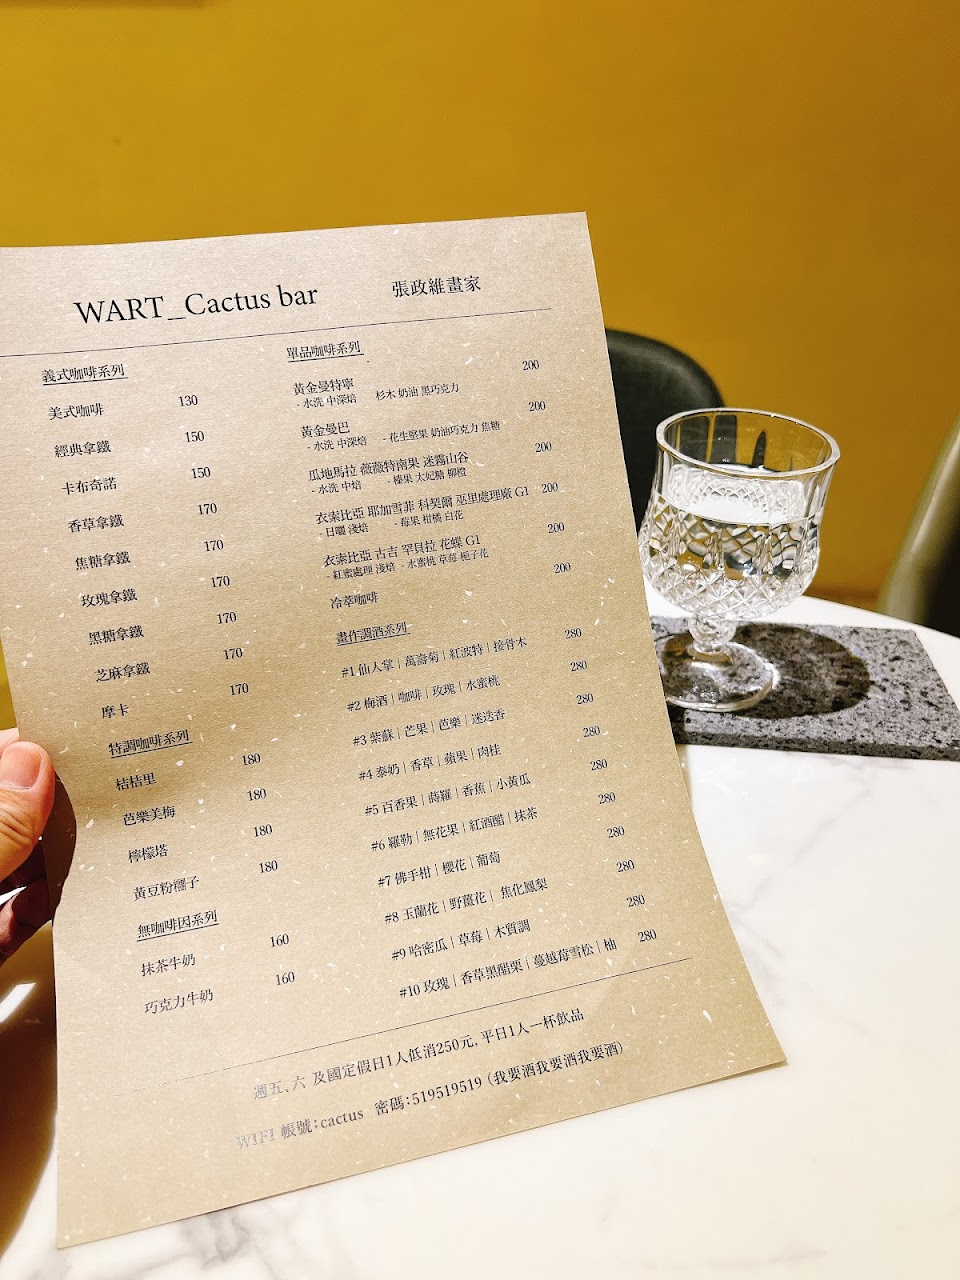 WART_Cactus bar
張政維畫家
義式咖啡系列
美式咖啡 130
經典拿鐵 150
卡布奇諾 150
香草拿鐵 170
焦糖拿鐵 170
玫瑰拿鐵 170
黑糖拿鐵 170
芝麻拿鐵 170
摩卡 170
特調咖啡系列
桔桔里 180
芭樂美梅 180
檸檬塔 180
黃豆粉糰子 180
無咖啡因系列
抹茶牛奶 160
巧克力牛奶 160
單品咖啡系列
黃金曼特寧 200
- 水洗 中深焙 杉木 奶油 黑巧克力
黃金曼巴 200
- 水洗 中深焙 - 花生堅果 奶油巧克力 焦糖
瓜地馬拉 薇薇特南果 迷霧山谷 200
- 水洗 中焙 - 榛果 太妃糖 柳橙
衣索比亞 耶加雪菲 科契爾 巫里處理廠 G1 200
- 日曬 淺焙 - 莓果 柑橘 白花
衣索比亞 古吉 罕貝拉 花蝶 G1 200
- 紅蜜處理 淺焙 - 水蜜桃 草莓 梔子花
冷萃咖啡 200
畫作調酒系列
#1 仙人掌 | 萬壽菊 | 紅波特 | 接骨木 280
#2 梅酒 | 咖啡 | 玫瑰 | 水蜜桃 280
#3 紫蘇 | 芒果 | 芭樂 | 迷迭香 280
#4 泰奶 | 香草 | 蘋果 | 肉桂 280
#5 百香果 | 蒔羅 | 香蕉 | 小黃瓜 280
#6 羅勒 | 無花果 | 紅酒醋 | 抹茶 280
#7 佛手柑 | 櫻花 | 葡萄 280
#8 玉蘭花 | 野薑花 | 焦化鳳梨 280
#9 哈密瓜 | 草莓 | 木質調 280
#10 玫瑰 | 香草黑醋栗 | 蔓越莓雪松 | 柚 280
週五、六 及國定假日1人低消250元, 平日1人一杯飲品
WIFI 帳號:cactus 密碼:519519519 (我要酒我要酒我要酒)